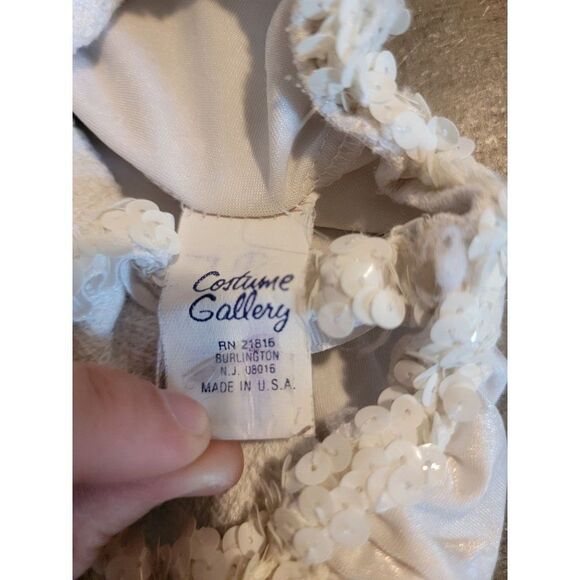 Costume
Gallery
RN 21816
BURLINGTON
N.J. 08016
MADE IN U.S.A.